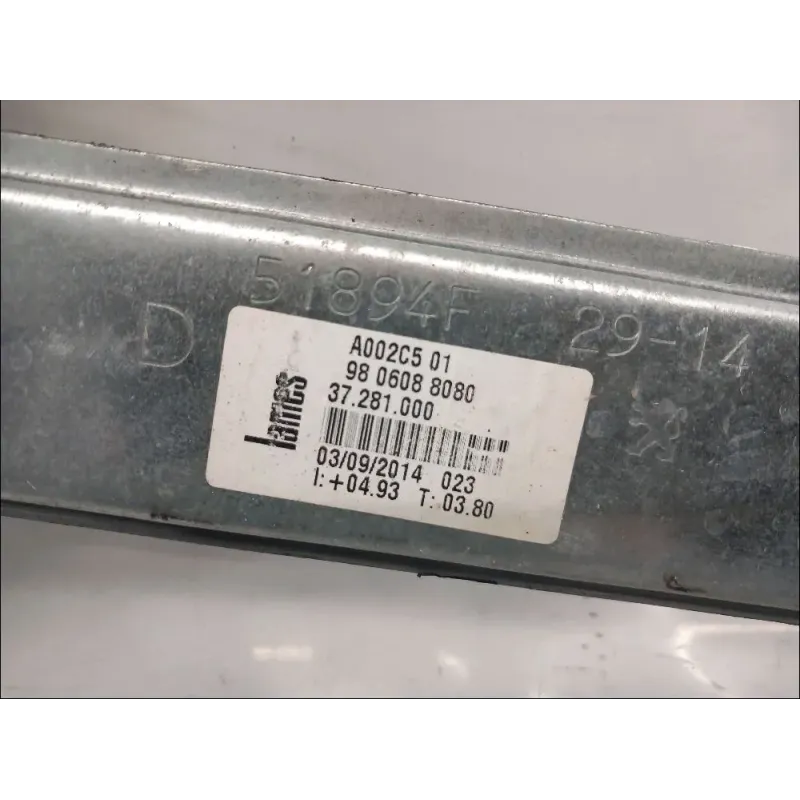 51894F 29-14
D
A002C5 01
98 0608 8080
37.281.000
lames
03/09/2014 023
I:+04.93 T: 03.80